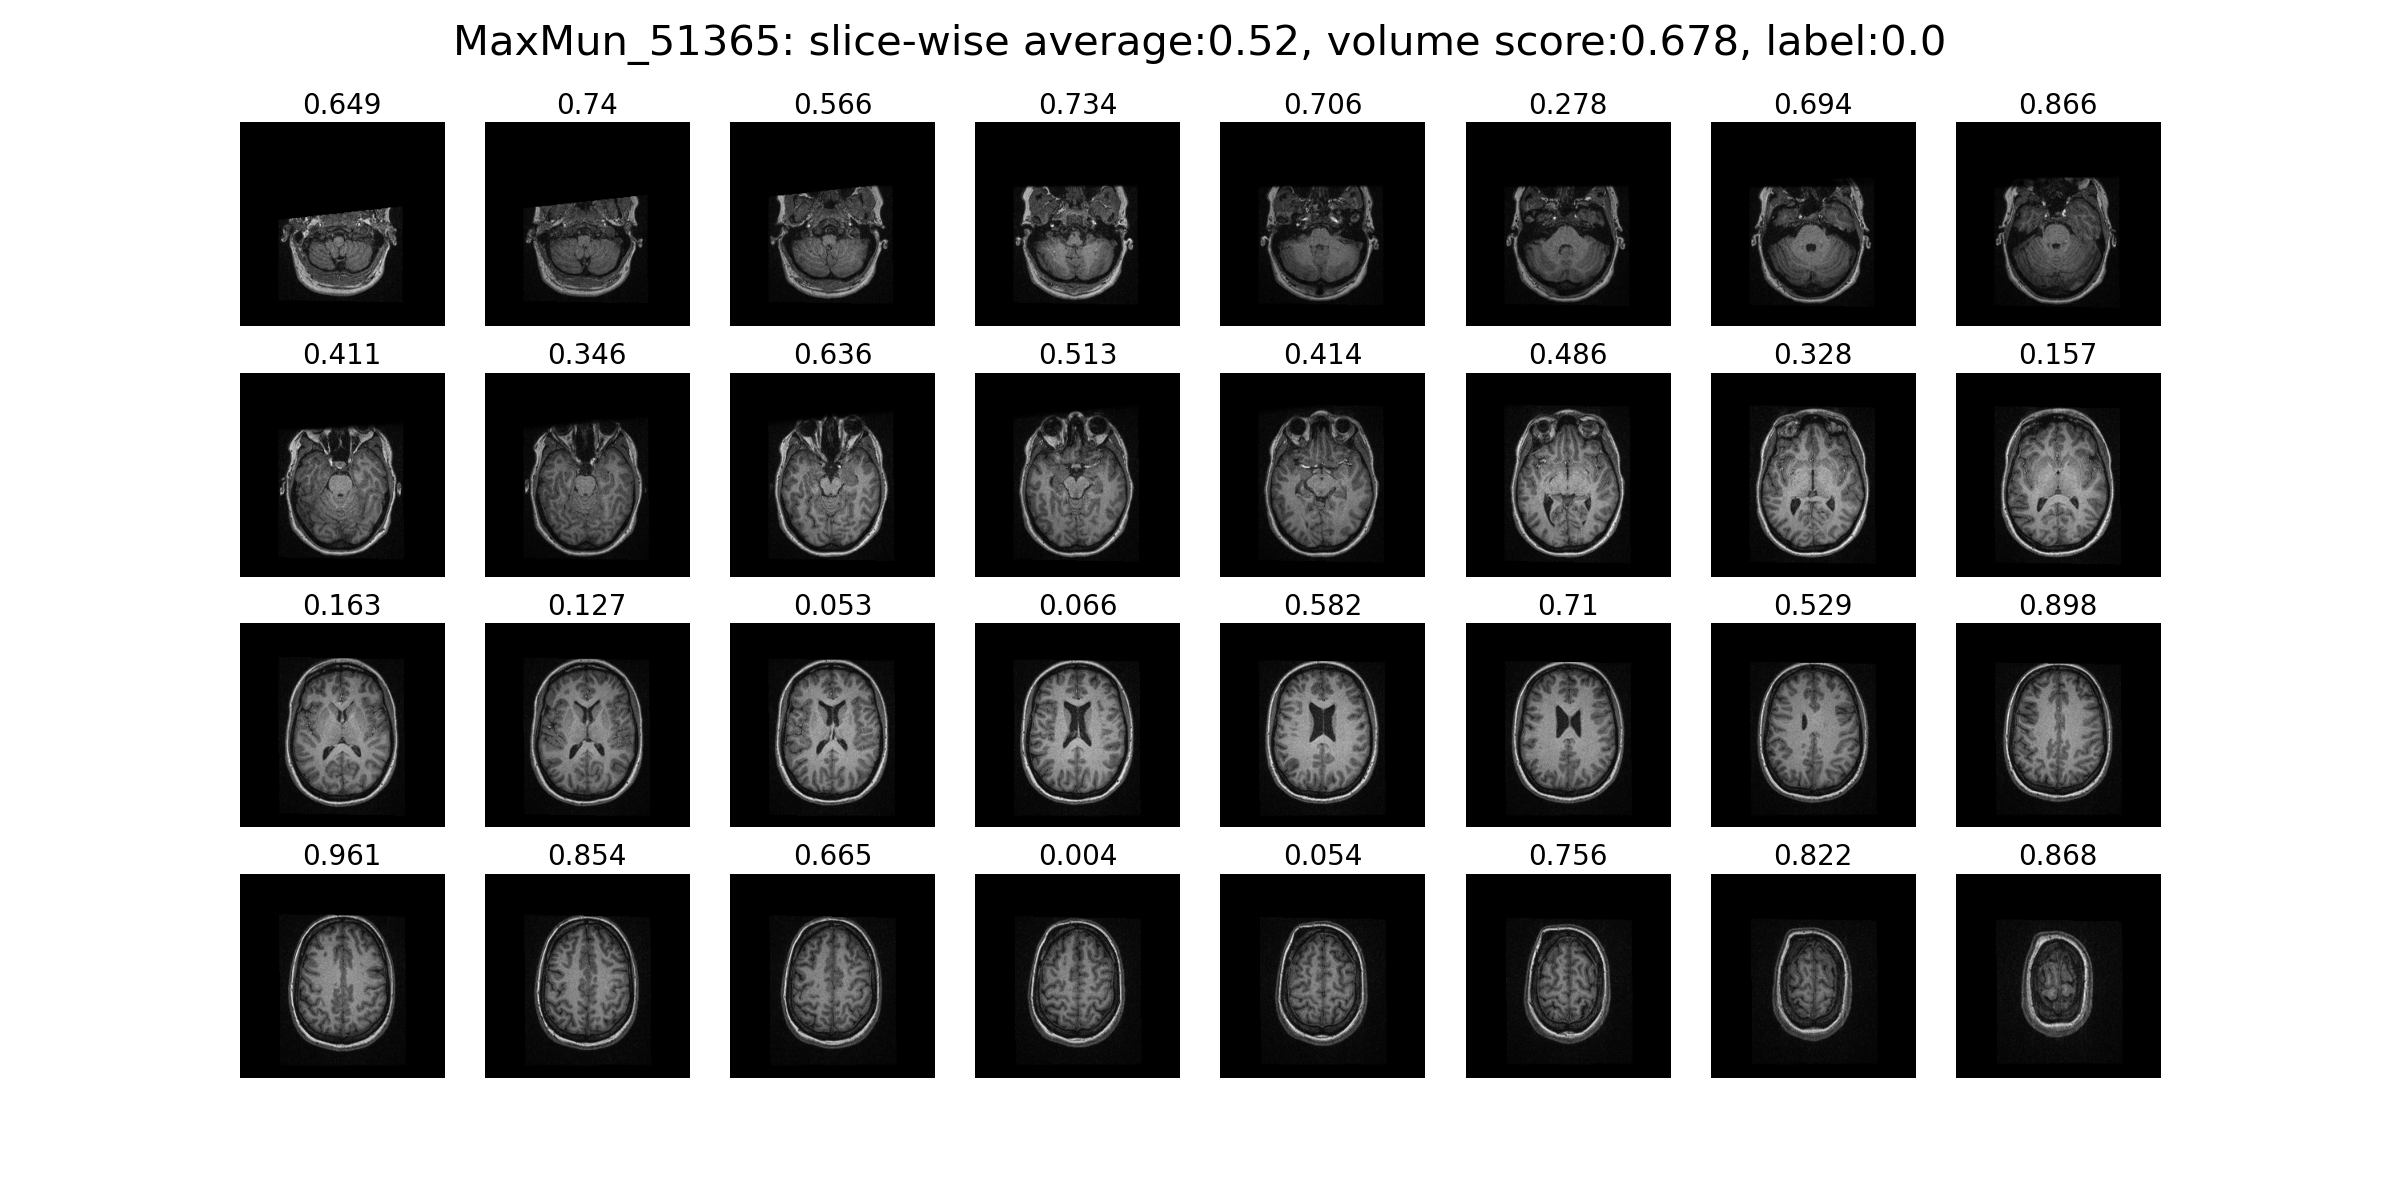 MaxMun_51365: slice-wise average:0.52, volume score:0.678, label:0.0
0.649 0.74 0.566 0.734 0.706 0.278 0.694 0.866
0.411 0.346 0.636 0.513 0.414 0.486 0.328 0.157
0.163 0.127 0.053 0.066 0.582 0.71 0.529 0.898
0.961 0.854 0.665 0.004 0.054 0.756 0.822 0.868